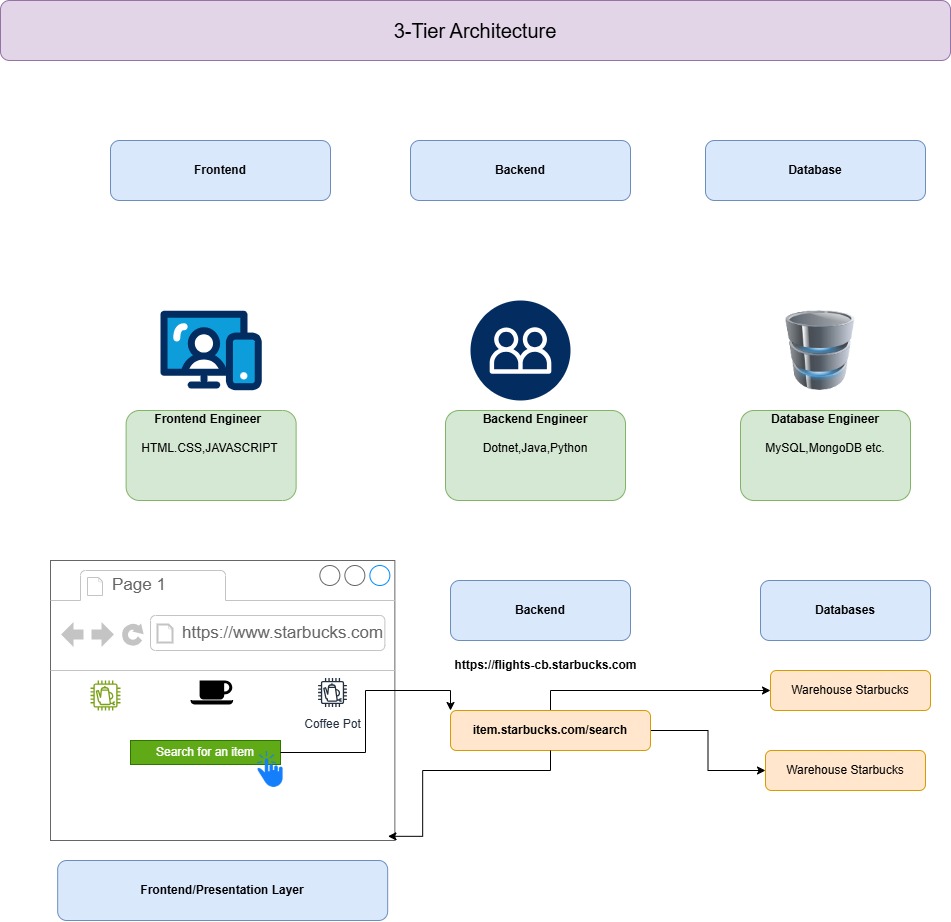 3-Tier Architecture
Frontend
Backend
Database
Frontend Engineer
HTML.CSS,JAVASCRIPT
Backend Engineer
Dotnet,Java,Python
Database Engineer
MySQL,MongoDB etc.
Page 1
https://www.starbucks.com
Coffee Pot
Search for an item
Backend
https://flights-cb.starbucks.com
item.starbucks.com/search
Databases
Warehouse Starbucks
Warehouse Starbucks
Frontend/Presentation Layer